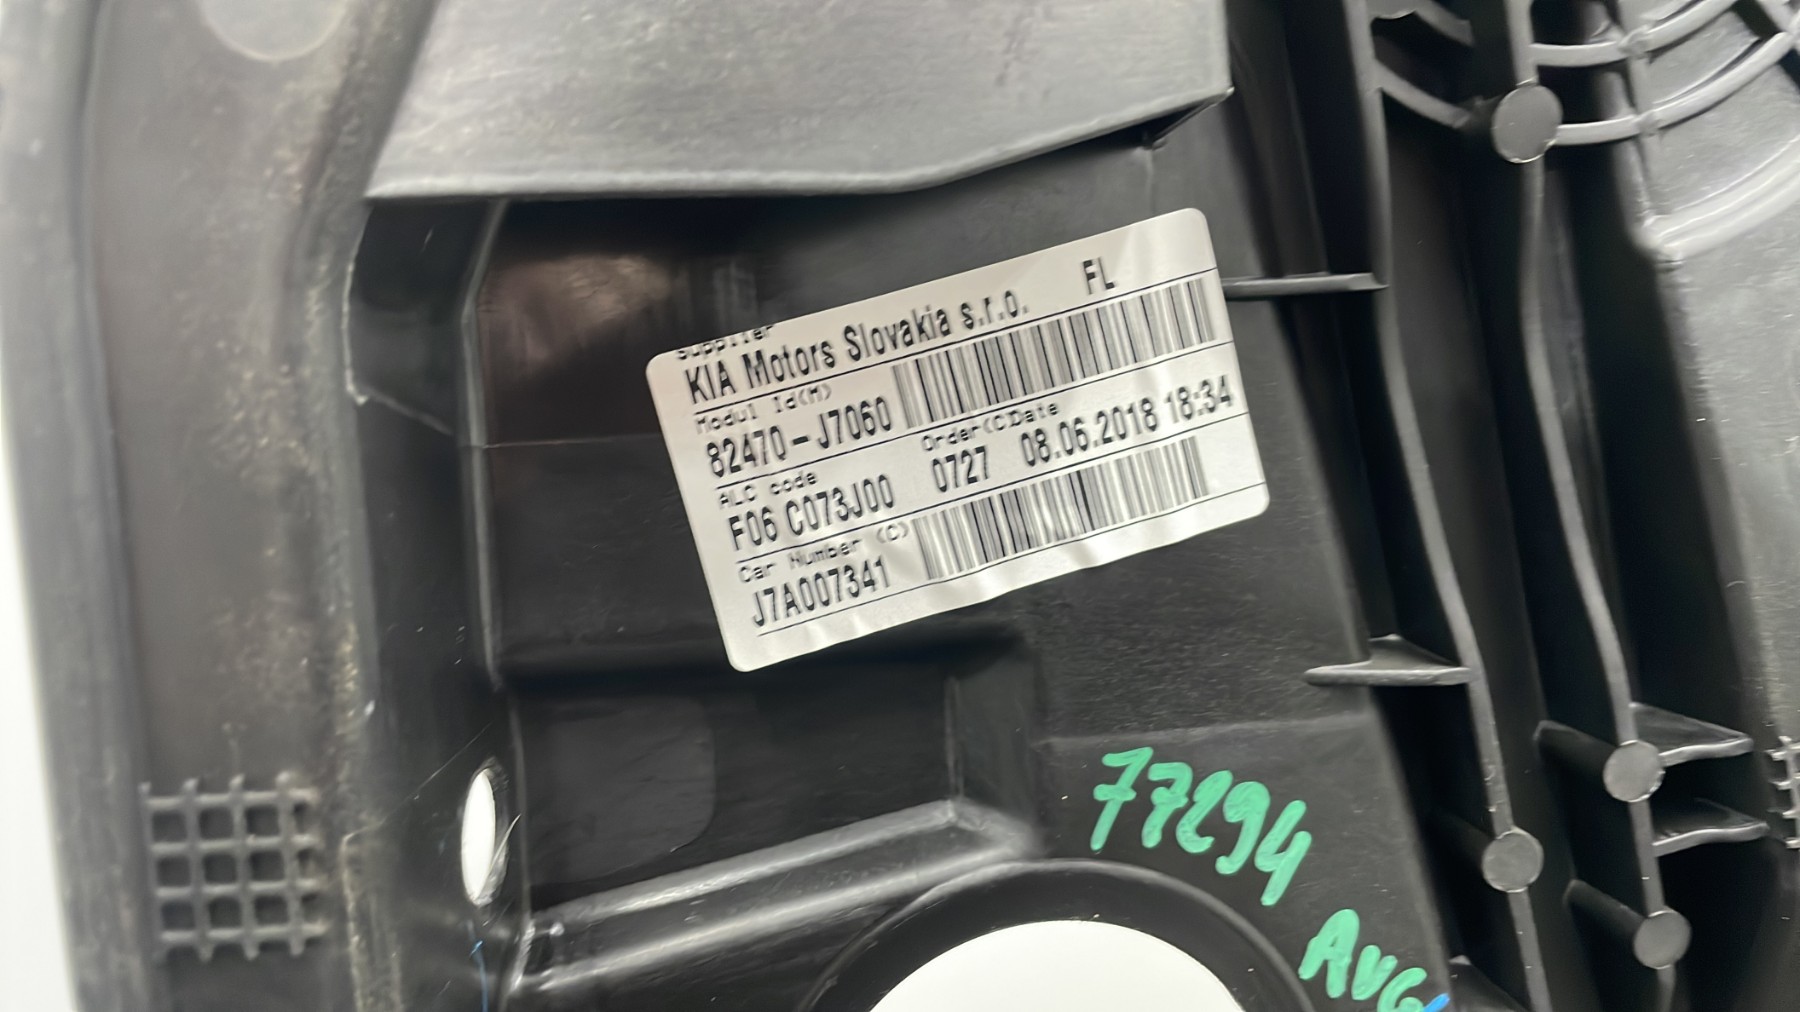 Supplier
KIA Motors Slovakia s.r.o. FL
Modul Id(M)
82470-J7060
ALC code Order(C)Date
F06 C073J00 0727 08.06.2018 18:34
Car Number (C)
J7A007341
77294
AVG